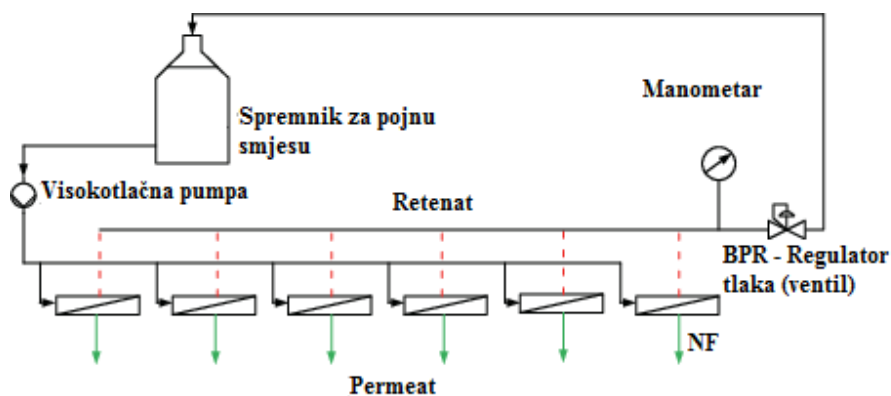 Manometar
Spremnik za pojnu
smjesu
Visokotlačna pumpa
Retenat
BPR - Regulator
tlaka (ventil)
NF
Permeat